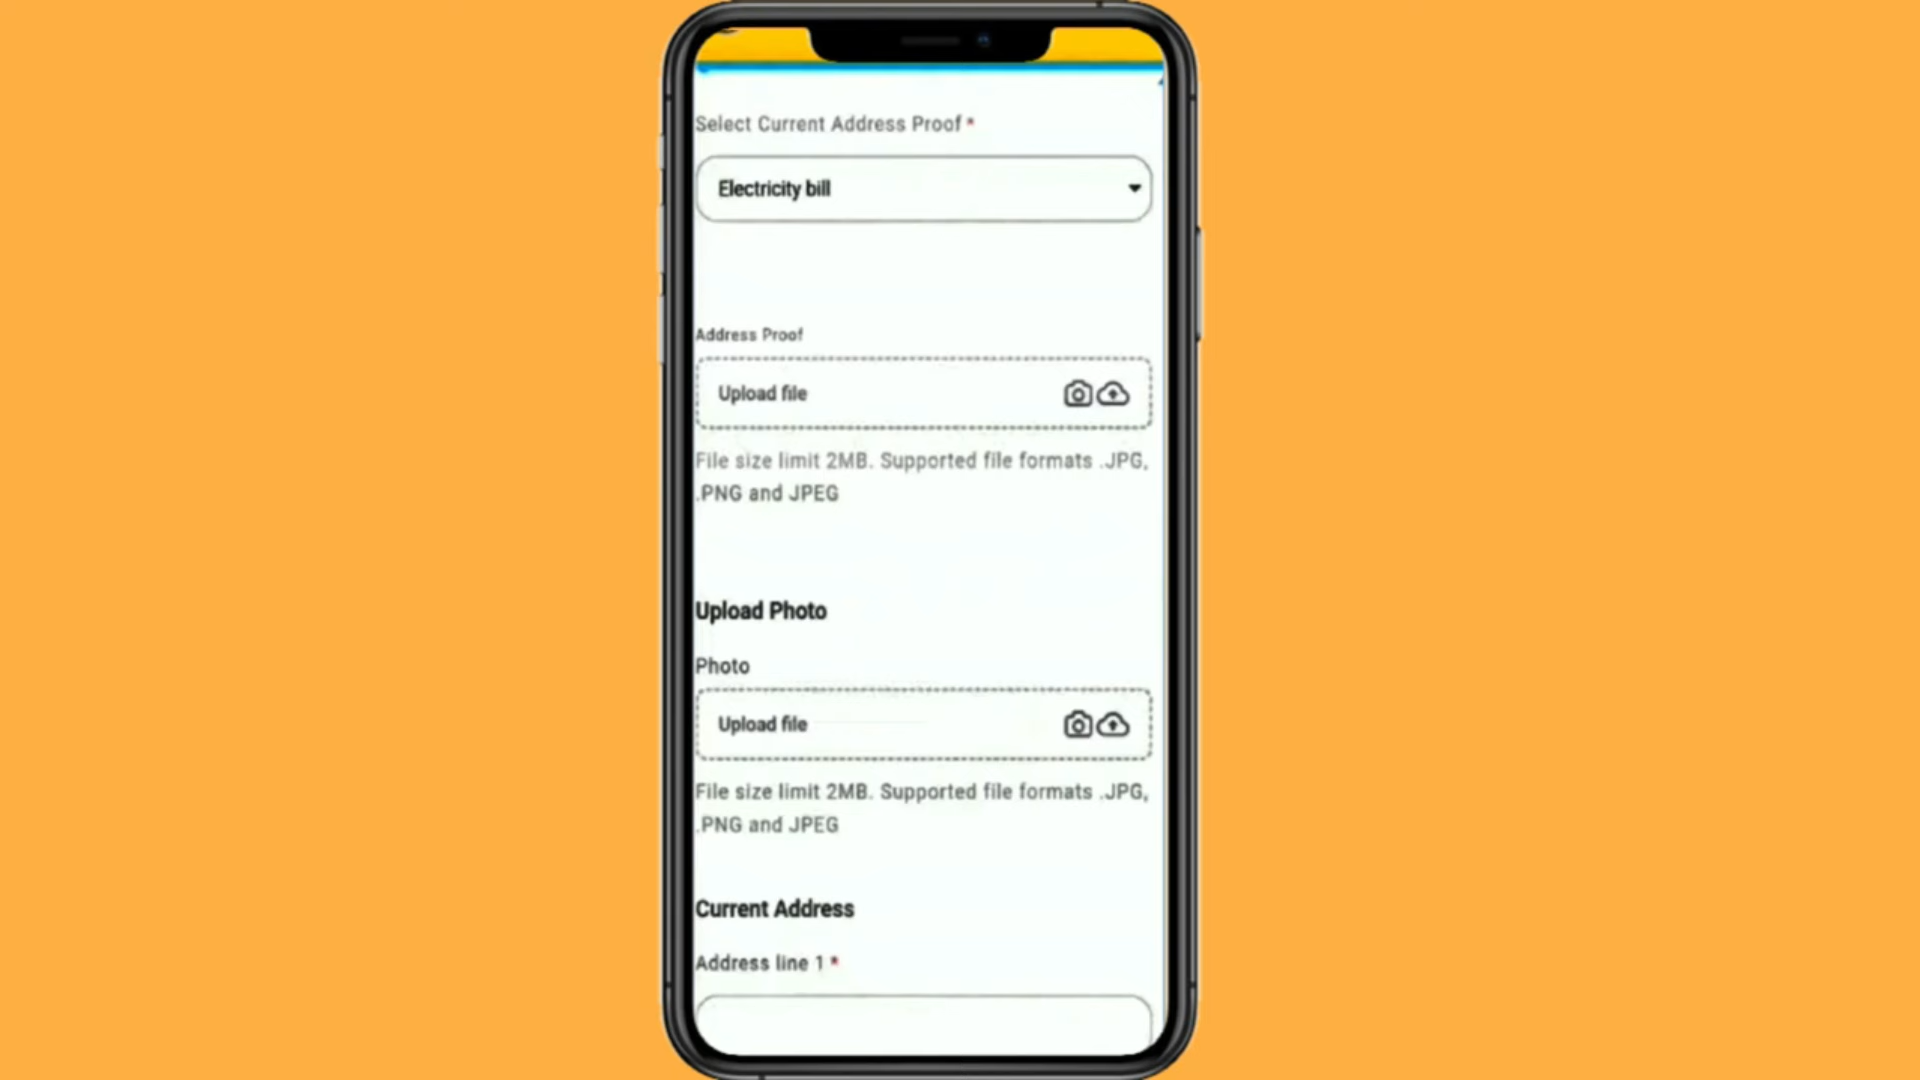 Select Current Address Proof *
Electricity bill
Address Proof
Upload file
File size limit 2MB. Supported file formats .JPG,
.PNG and JPEG
Upload Photo
Photo
Upload file
File size limit 2MB. Supported file formats .JPG,
.PNG and JPEG
Current Address
Address line 1 *